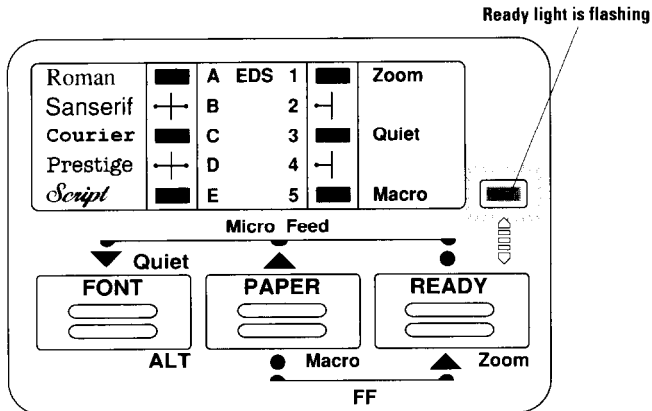 Ready light is flashing
Roman A EDS 1 Zoom
Sanserif B 2
Courier C 3 Quiet
Prestige D 4
Script E 5 Macro
Micro Feed
Quiet
FONT PAPER READY
ALT Macro Zoom
FF